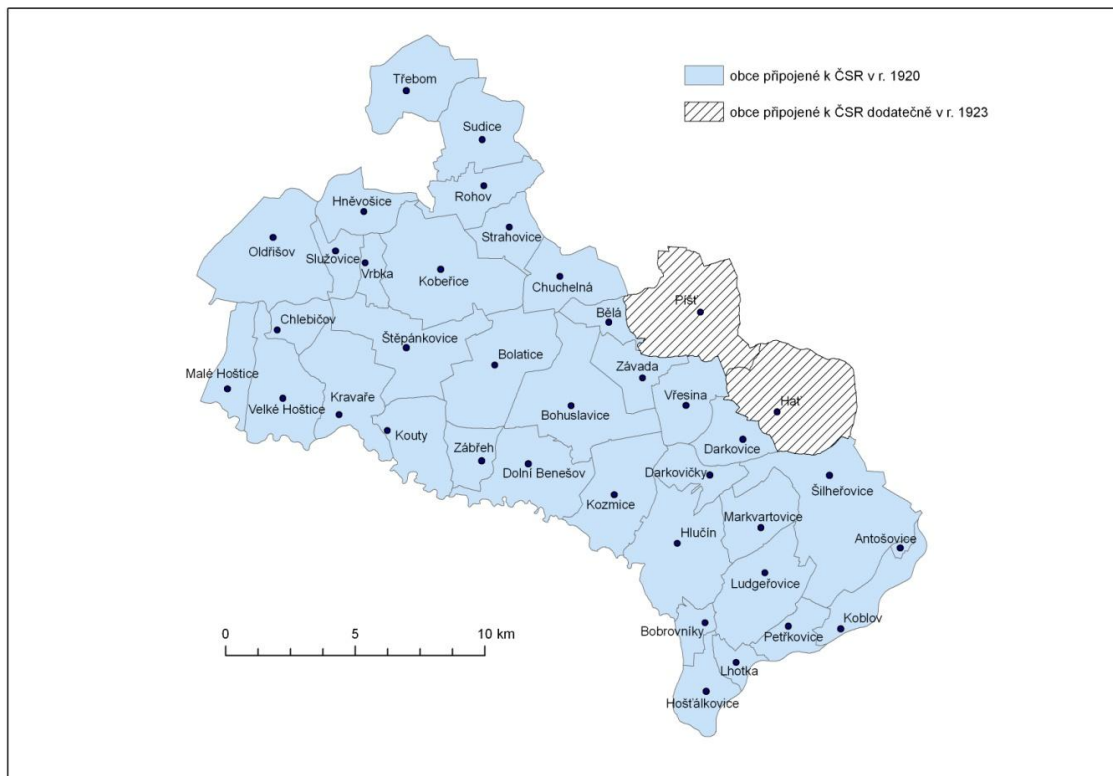 obce připojené k ČSR v r. 1920
obce připojené k ČSR dodatečně v r. 1923
Třebom
Sudice
Rohov
Hněvošice
Strahovice
Oldřišov
Služovice
Vrbka
Kobeřice
Chuchelná
Píšť
Bělá
Chlebičov
Štěpánkovice
Bolatice
Závada
Malé Hoštice
Velké Hoštice
Kravaře
Bohuslavice
Vřesina
Hať
Kouty
Zábřeh
Dolní Benešov
Darkovice
Darkovičky
Kozmice
Šilheřovice
Markvartovice
Hlučín
Antošovice
Ludgeřovice
0 5 10 km
Bobrovníky
Petřkovice
Koblov
Lhotka
Hošťálkovice